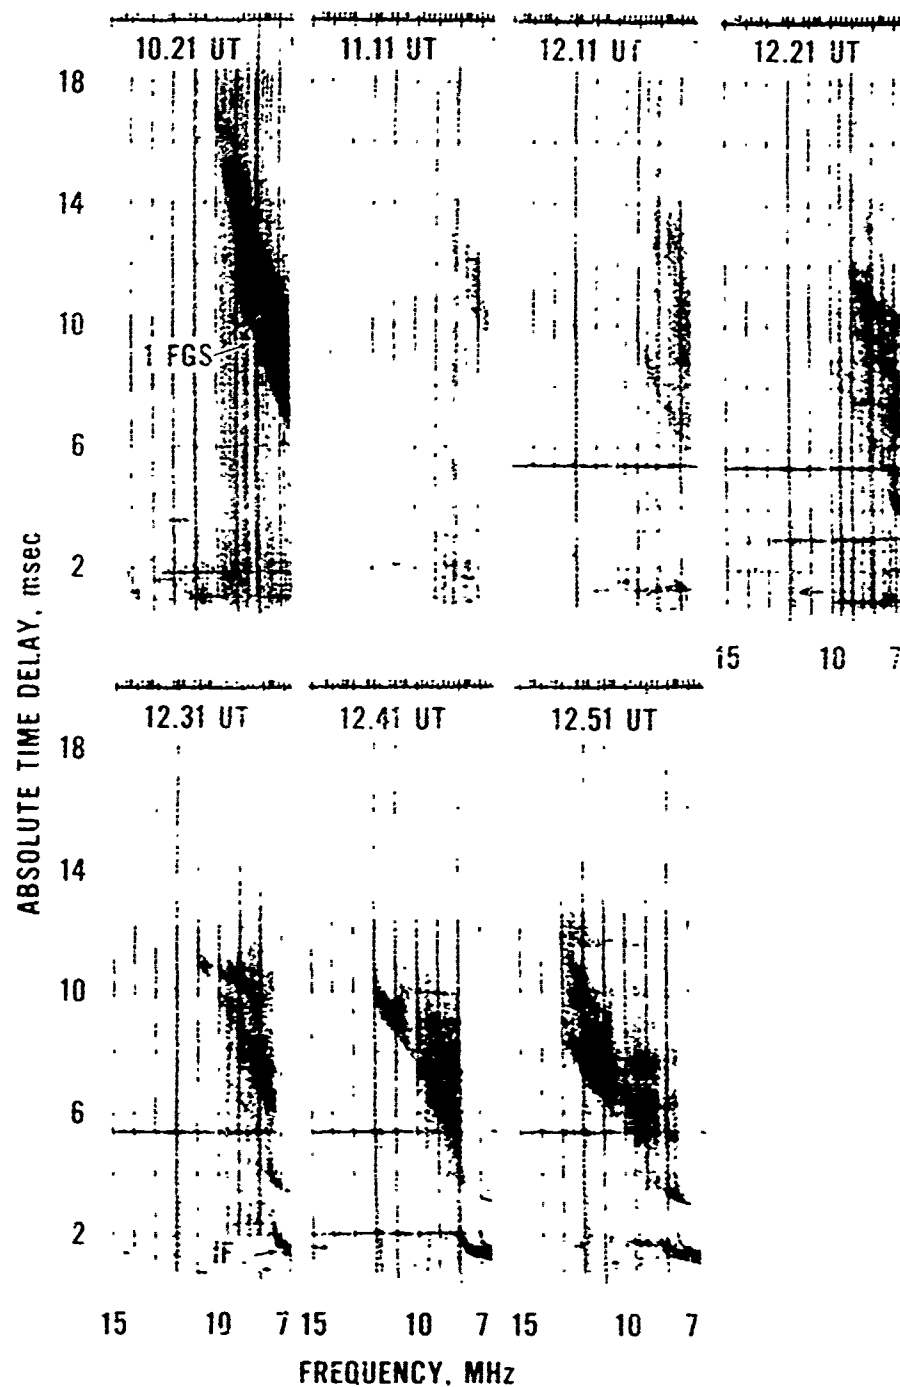 10.21 UT 11.11 UT 12.11 UT 12.21 UT
18
14
10
1 FGS
6
2
15 10 7
ABSOLUTE TIME DELAY, msec
12.31 UT 12.41 UT 12.51 UT
18
14
10
6
2
15 10 7 15 10 7 15 10 7
FREQUENCY, MHz